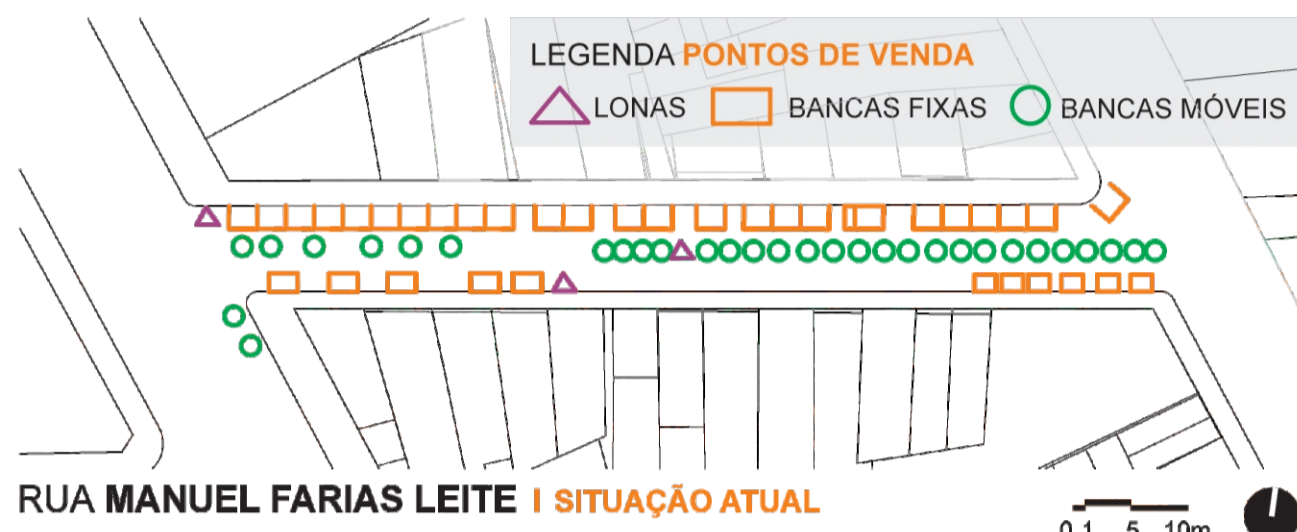 LEGENDA PONTOS DE VENDA
LONAS BANCAS FIXAS BANCAS MÓVEIS
RUA MANUEL FARIAS LEITE I SITUAÇÃO ATUAL
0 1 5 10m